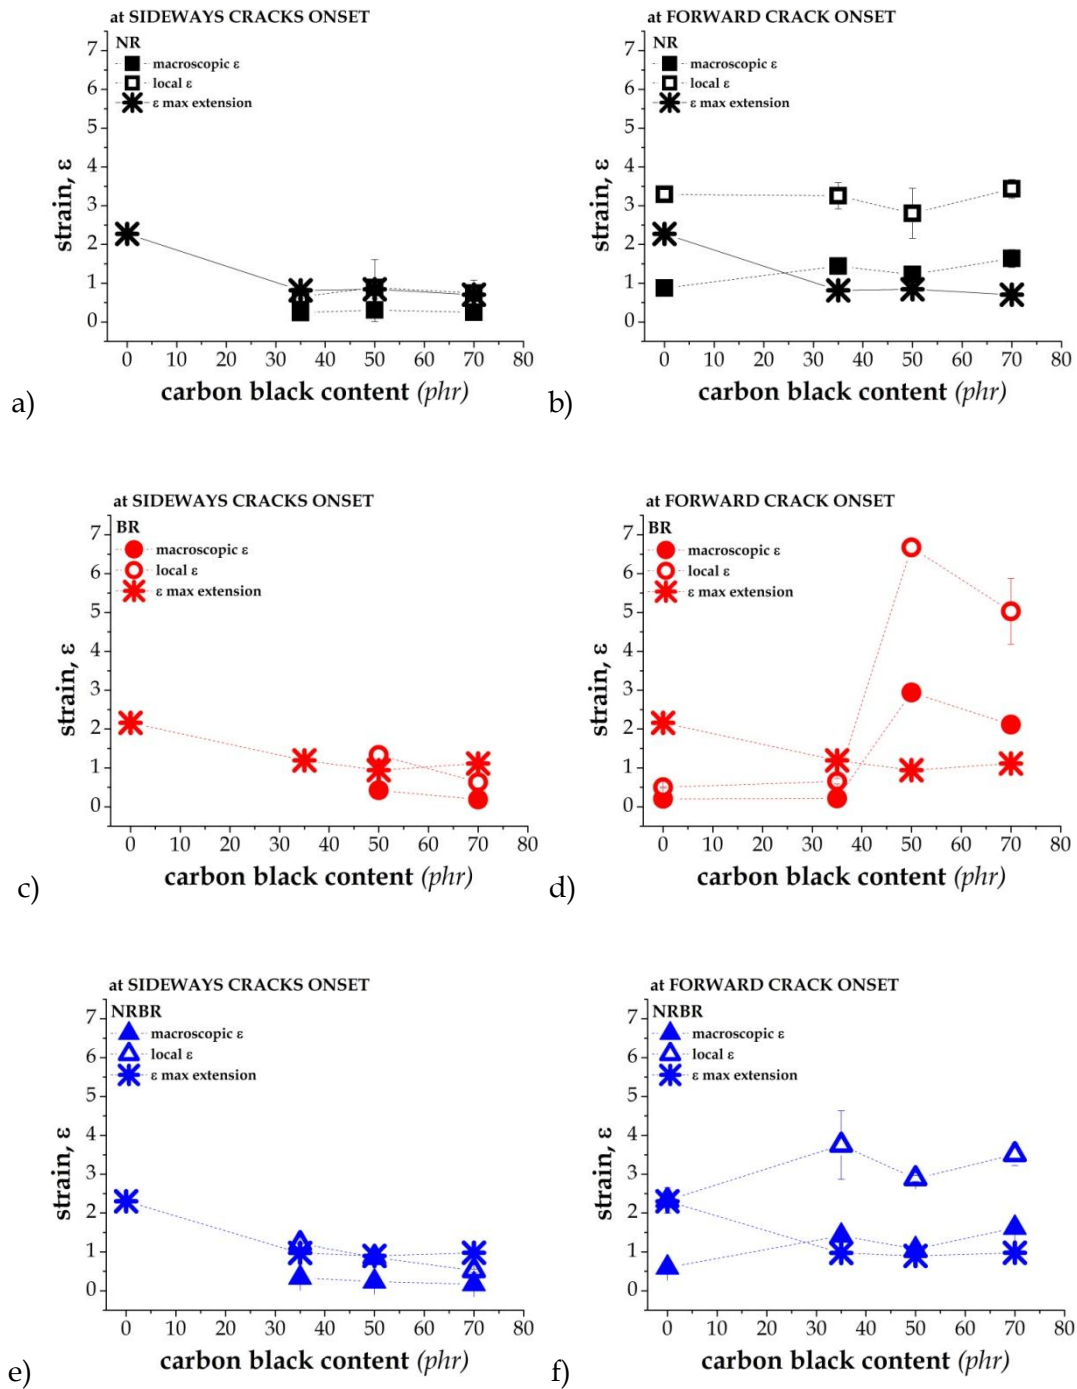 at SIDEWAYS CRACKS ONSET
NR
macroscopic ε
local ε
ε max extension
7
6
5
4
3
2
1
0
strain, ε
0 10 20 30 40 50 60 70 80
carbon black content (phr)
a)
at FORWARD CRACK ONSET
NR
macroscopic ε
local ε
ε max extension
7
6
5
4
3
2
1
0
strain, ε
0 10 20 30 40 50 60 70 80
carbon black content (phr)
b)
at SIDEWAYS CRACKS ONSET
BR
macroscopic ε
local ε
ε max extension
7
6
5
4
3
2
1
0
strain, ε
0 10 20 30 40 50 60 70 80
carbon black content (phr)
c)
at FORWARD CRACK ONSET
BR
macroscopic ε
local ε
ε max extension
7
6
5
4
3
2
1
0
strain, ε
0 10 20 30 40 50 60 70 80
carbon black content (phr)
d)
at SIDEWAYS CRACKS ONSET
NRBR
macroscopic ε
local ε
ε max extension
7
6
5
4
3
2
1
0
strain, ε
0 10 20 30 40 50 60 70 80
carbon black content (phr)
e)
at FORWARD CRACK ONSET
NRBR
macroscopic ε
local ε
ε max extension
7
6
5
4
3
2
1
0
strain, ε
0 10 20 30 40 50 60 70 80
carbon black content (phr)
f)